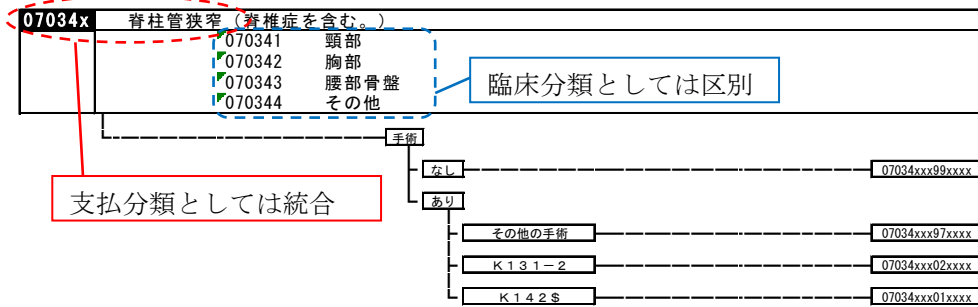 07034x 脊柱管狭窄（脊椎症を含む。）
070341 頸部
070342 胸部
070343 腰部骨盤
070344 その他
臨床分類としては区別
手術
なし 07034xxx99xxxx
支払分類としては統合
あり
その他の手術 07034xxx97xxxx
Ｋ１３１－２ 07034xxx02xxxx
Ｋ１４２＄ 07034xxx01xxxx